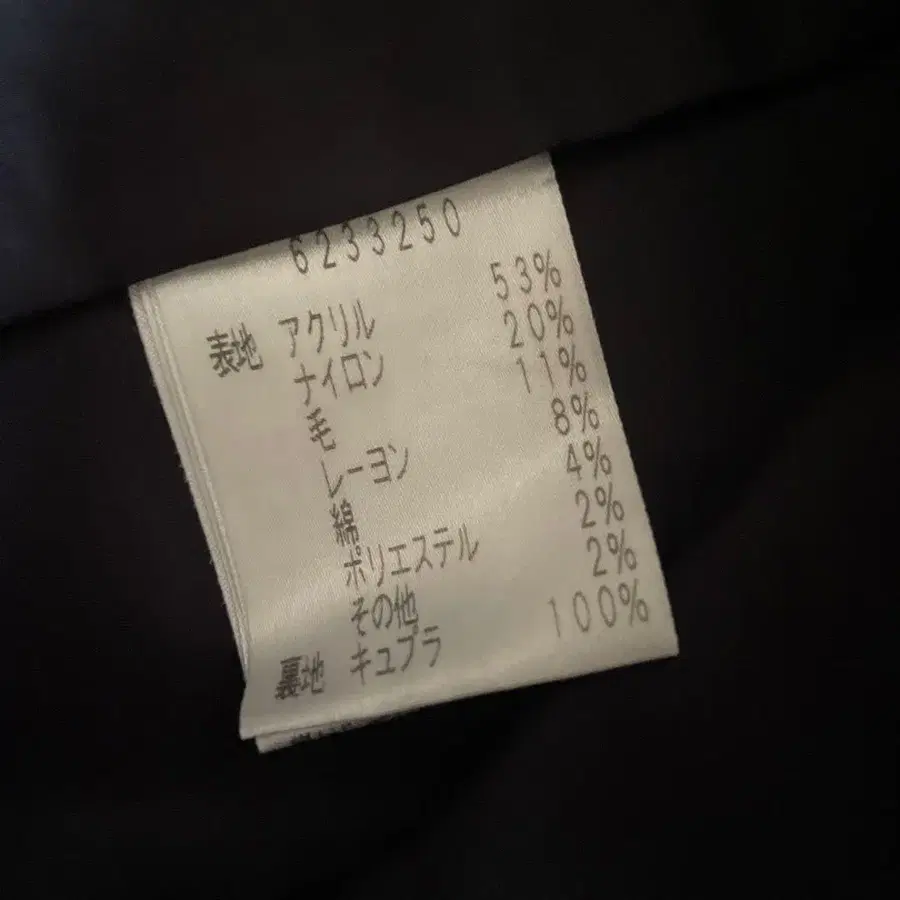 6233250
表地 アクリル 53%
ナイロン 20%
毛 11%
レーヨン 8%
綿 4%
ポリエステル 2%
その他 2%
裏地 キュプラ 100%